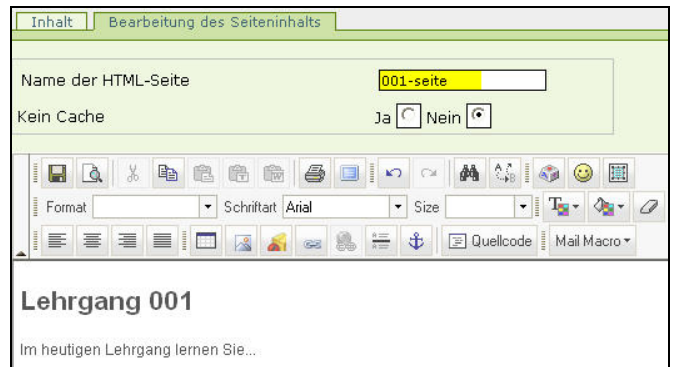 Inhalt Bearbeitung des Seiteninhalts
Name der HTML-Seite 001-seite
Kein Cache Ja Nein
Format Schriftart Arial Size
Quellcode Mail Macro
Lehrgang 001
Im heutigen Lehrgang lernen Sie...